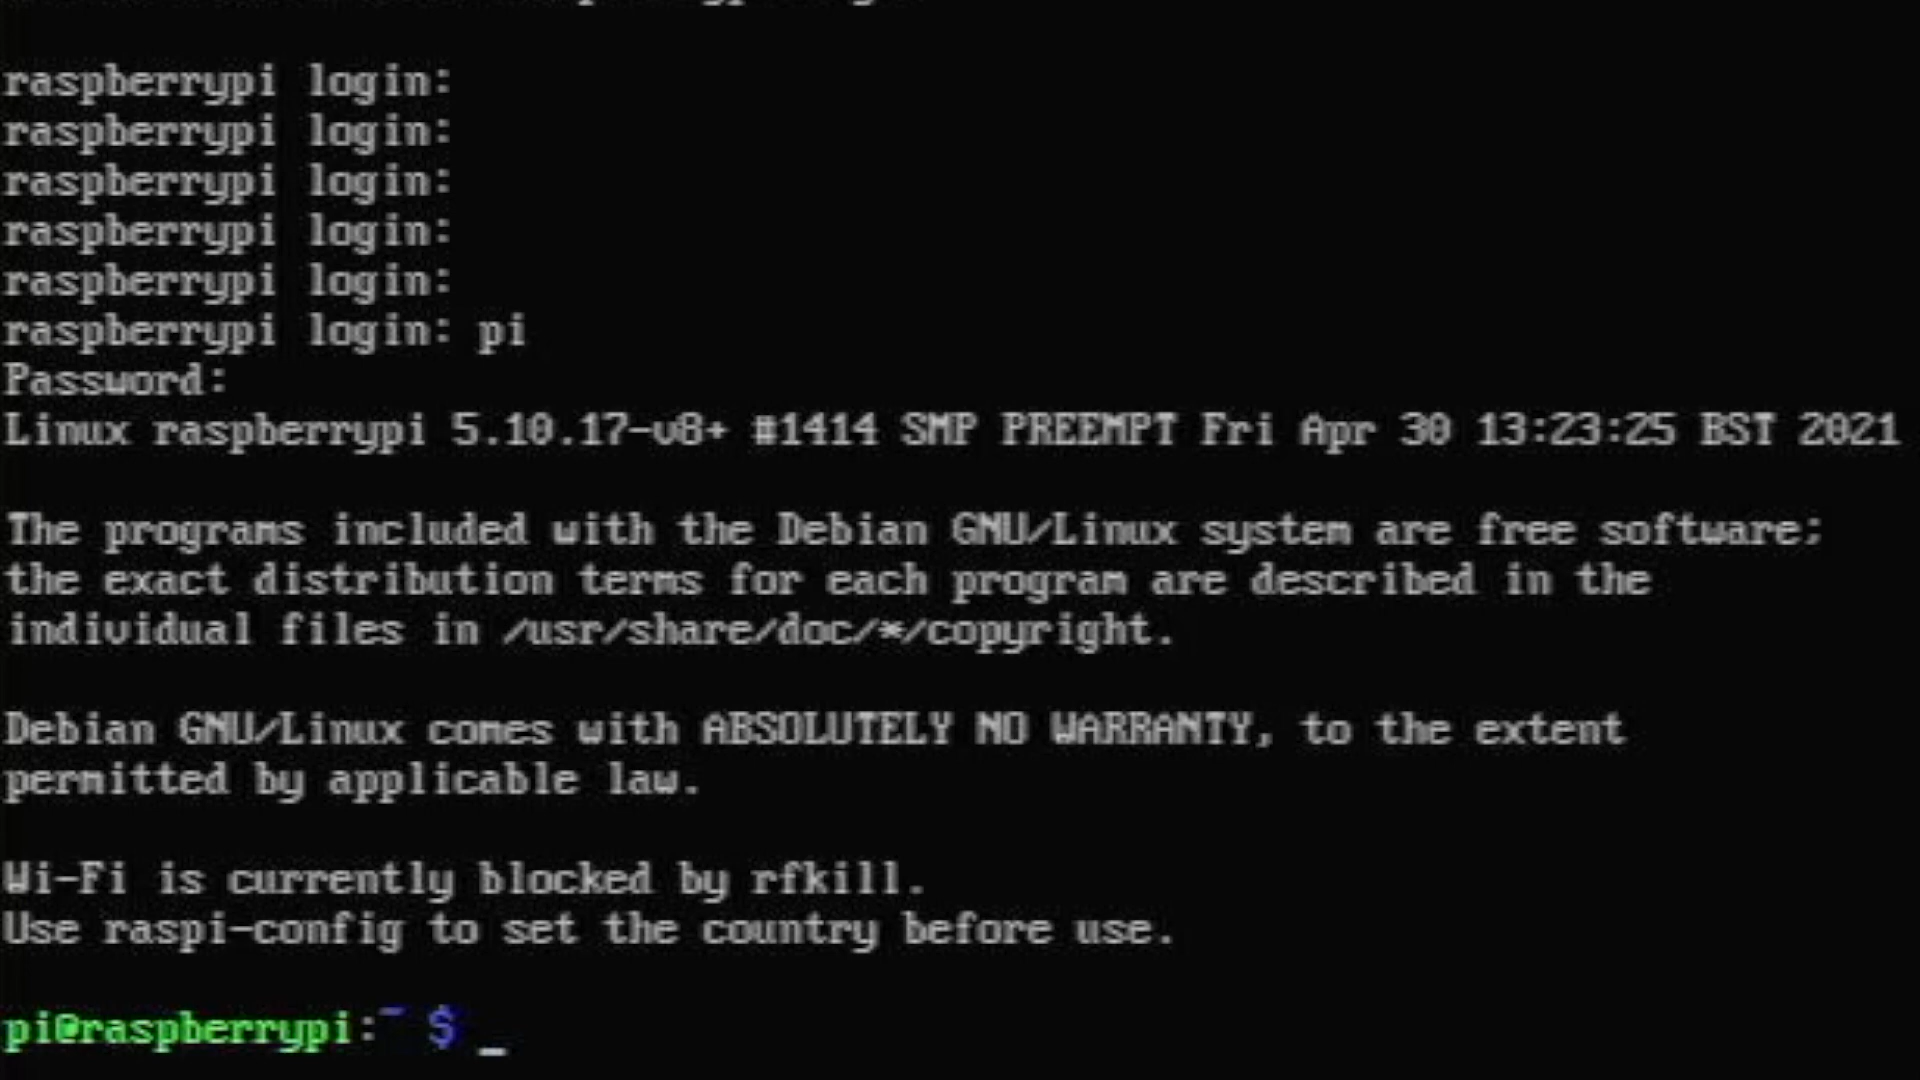 raspberrypi login:
raspberrypi login:
raspberrypi login:
raspberrypi login:
raspberrypi login:
raspberrypi login: pi
Password:
Linux raspberrypi 5.10.17-v8+ #1414 SMP PREEMPT Fri Apr 30 13:23:25 BST 2021
The programs included with the Debian GNU/Linux system are free software;
the exact distribution terms for each program are described in the
individual files in /usr/share/doc/*/copyright.
Debian GNU/Linux comes with ABSOLUTELY NO WARRANTY, to the extent
permitted by applicable law.
Wi-Fi is currently blocked by rfkill.
Use raspi-config to set the country before use.
pi@raspberrypi:~ $ _